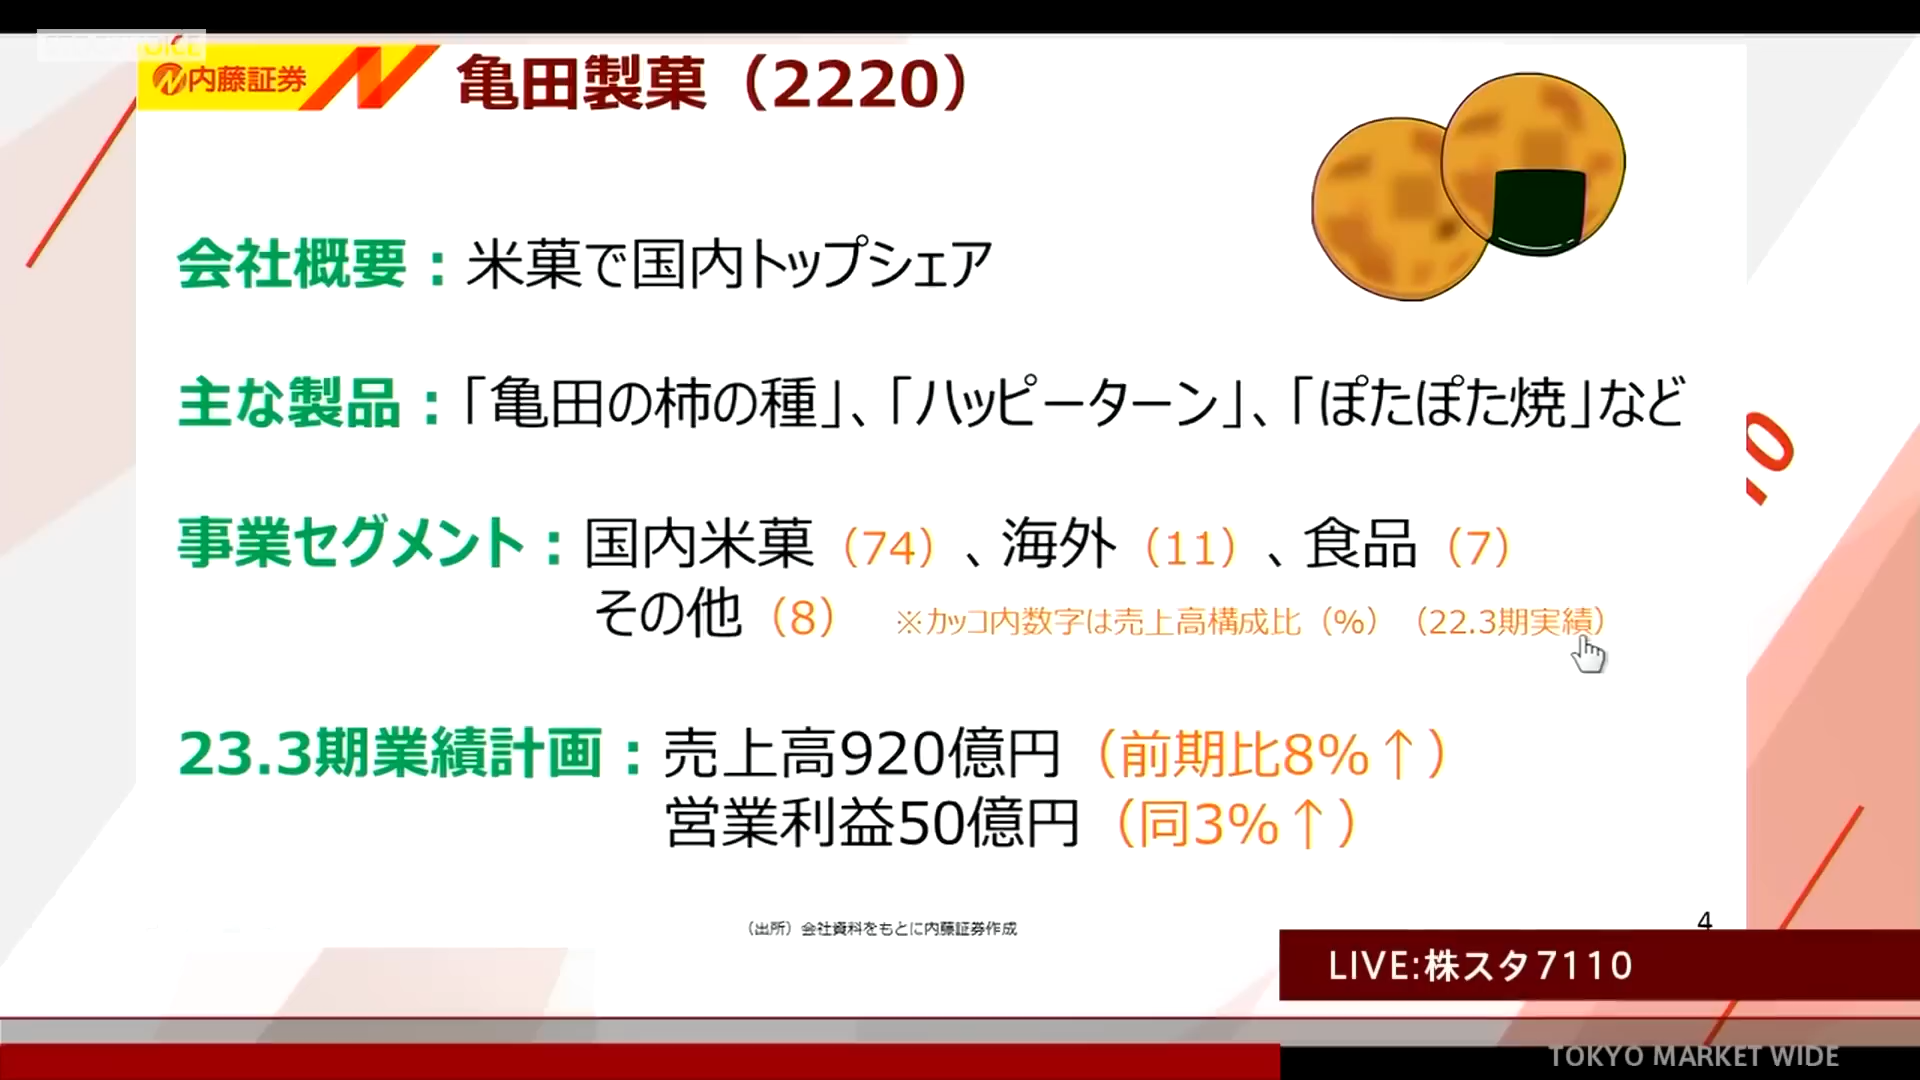 内藤証券
亀田製菓（2220）
会社概要：米菓で国内トップシェア
主な製品：「亀田の柿の種」、「ハッピーターン」、「ぽたぽた焼」など
事業セグメント：国内米菓（74）、海外（11）、食品（7）
その他（8） ※カッコ内数字は売上高構成比（%）（22.3期実績）
23.3期業績計画：売上高920億円（前期比8%↑）
営業利益50億円（同3%↑）
（出所）会社資料をもとに内藤証券作成
4
10
LIVE:株スタ7110
TOKYO MARKET WIDE